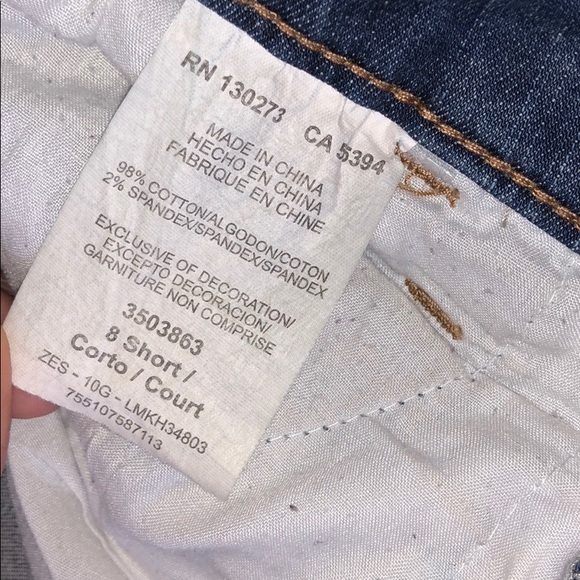 RN 130273 CA 5394
MADE IN CHINA
HECHO EN CHINA
FABRIQUE EN CHINE
98% COTTON/ALGODON/COTON
2% SPANDEX/SPANDEX/SPANDEX
EXCLUSIVE OF DECORATION/
EXCEPTO DECORACION/
GARNITURE NON COMPRISE
3503863
8 Short /
Corto / Court
ZES - 10G - LMKH34803
755107587113